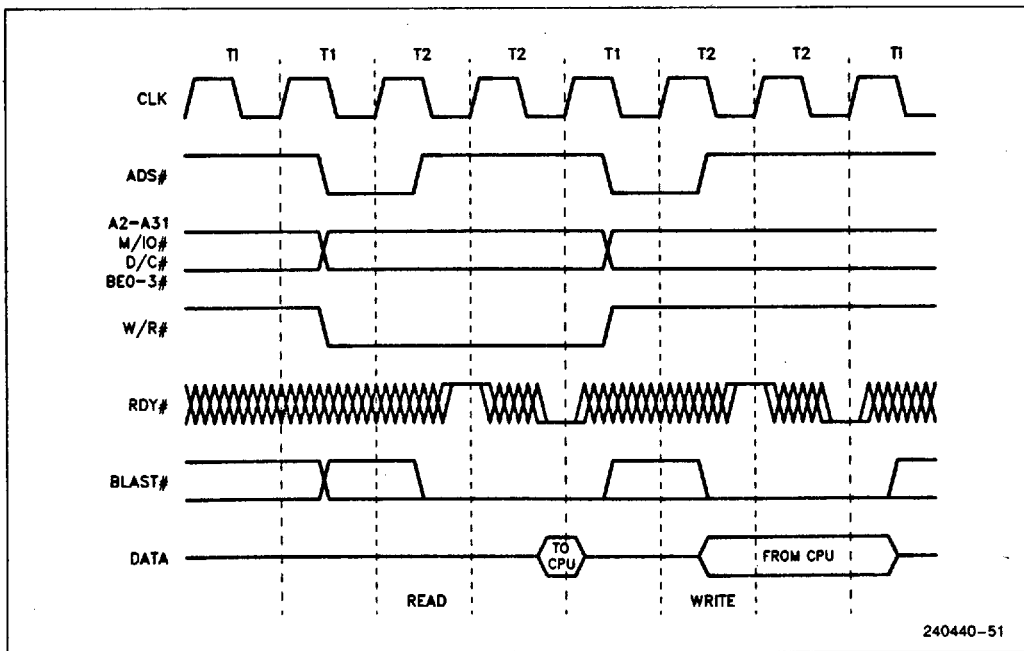 Ti T1 T2 T2 T1 T2 T2 Ti
CLK
ADS#
A2-A31
M/IO#
D/C#
BE0-3#
W/R#
RDY#
BLAST#
DATA
TO
CPU
FROM CPU
READ WRITE
240440-51